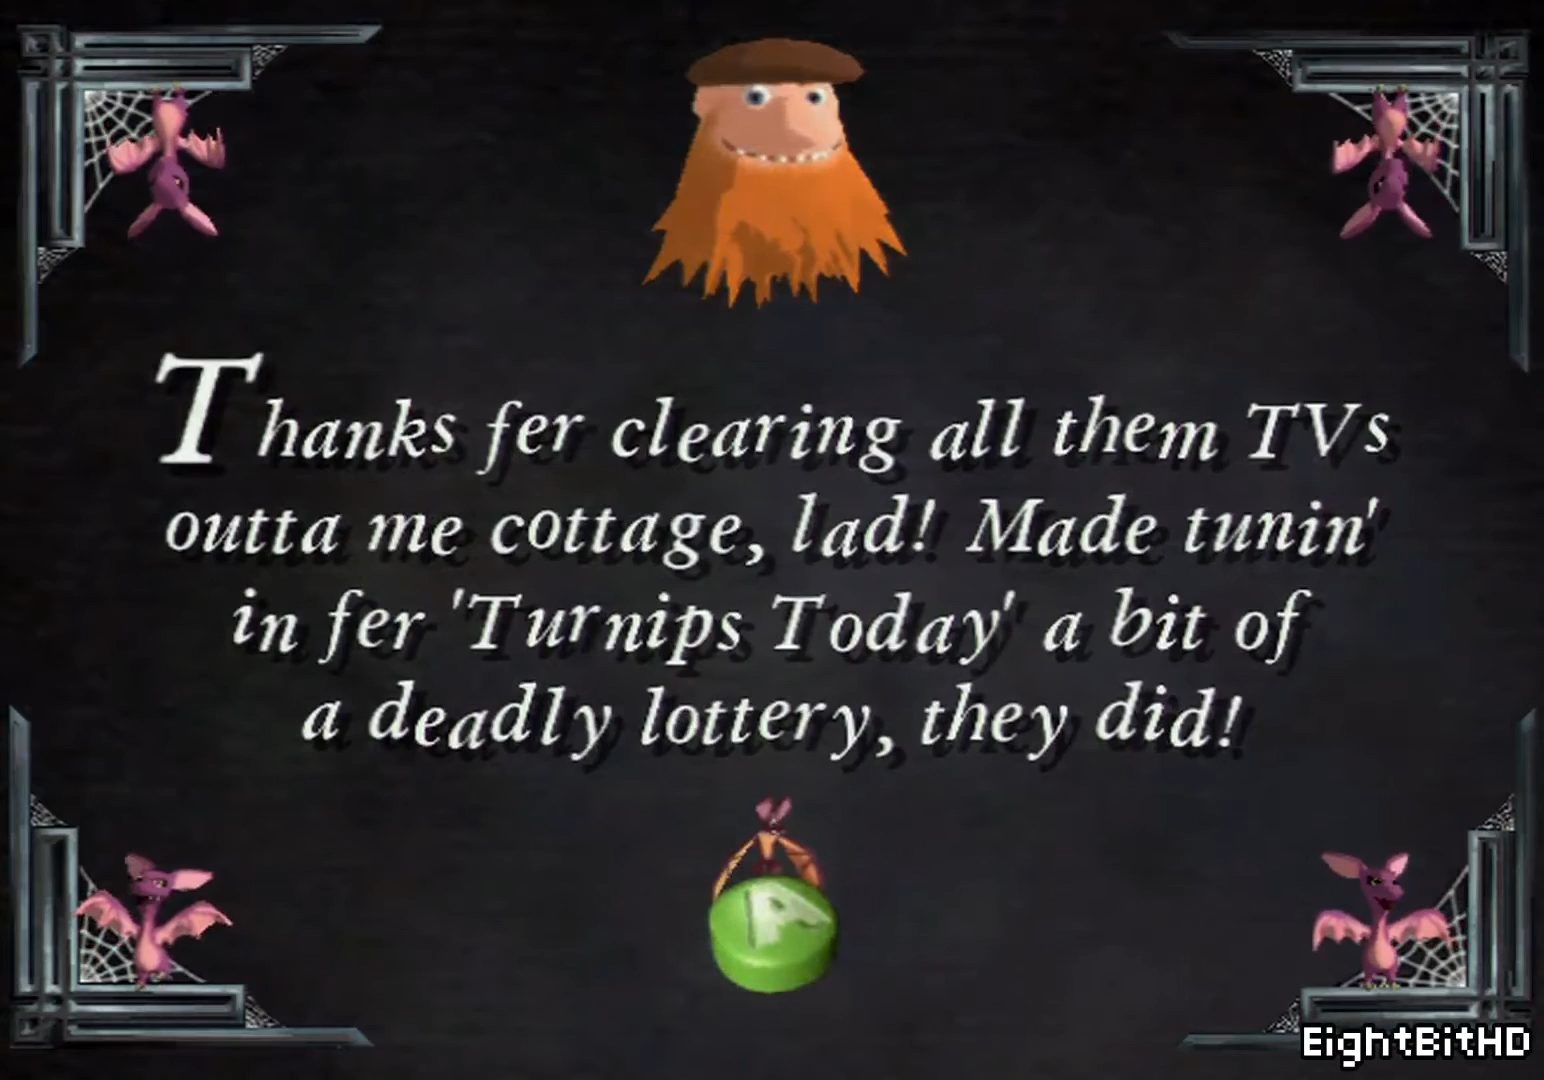 Thanks fer clearing all them TVs
outta me cottage, lad! Made tunin'
in fer 'Turnips Today' a bit of
a deadly lottery, they did!
A
EightBitHD